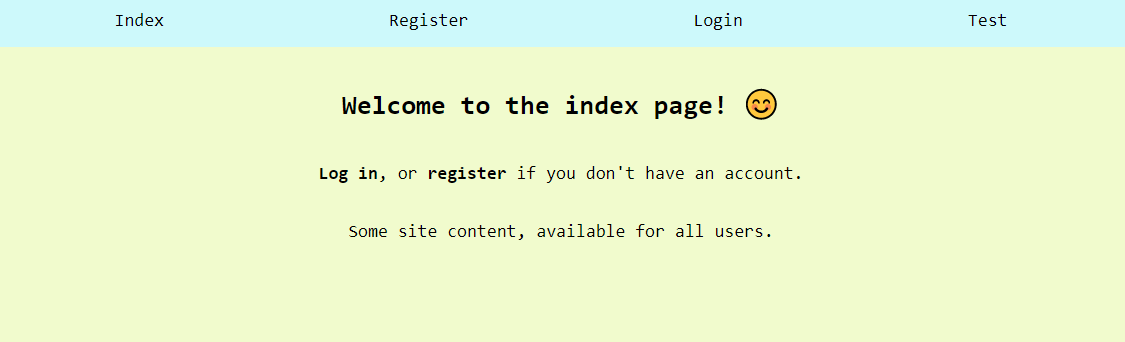 Index Register Login Test
Welcome to the index page! 😊
Log in, or register if you don't have an account.
Some site content, available for all users.